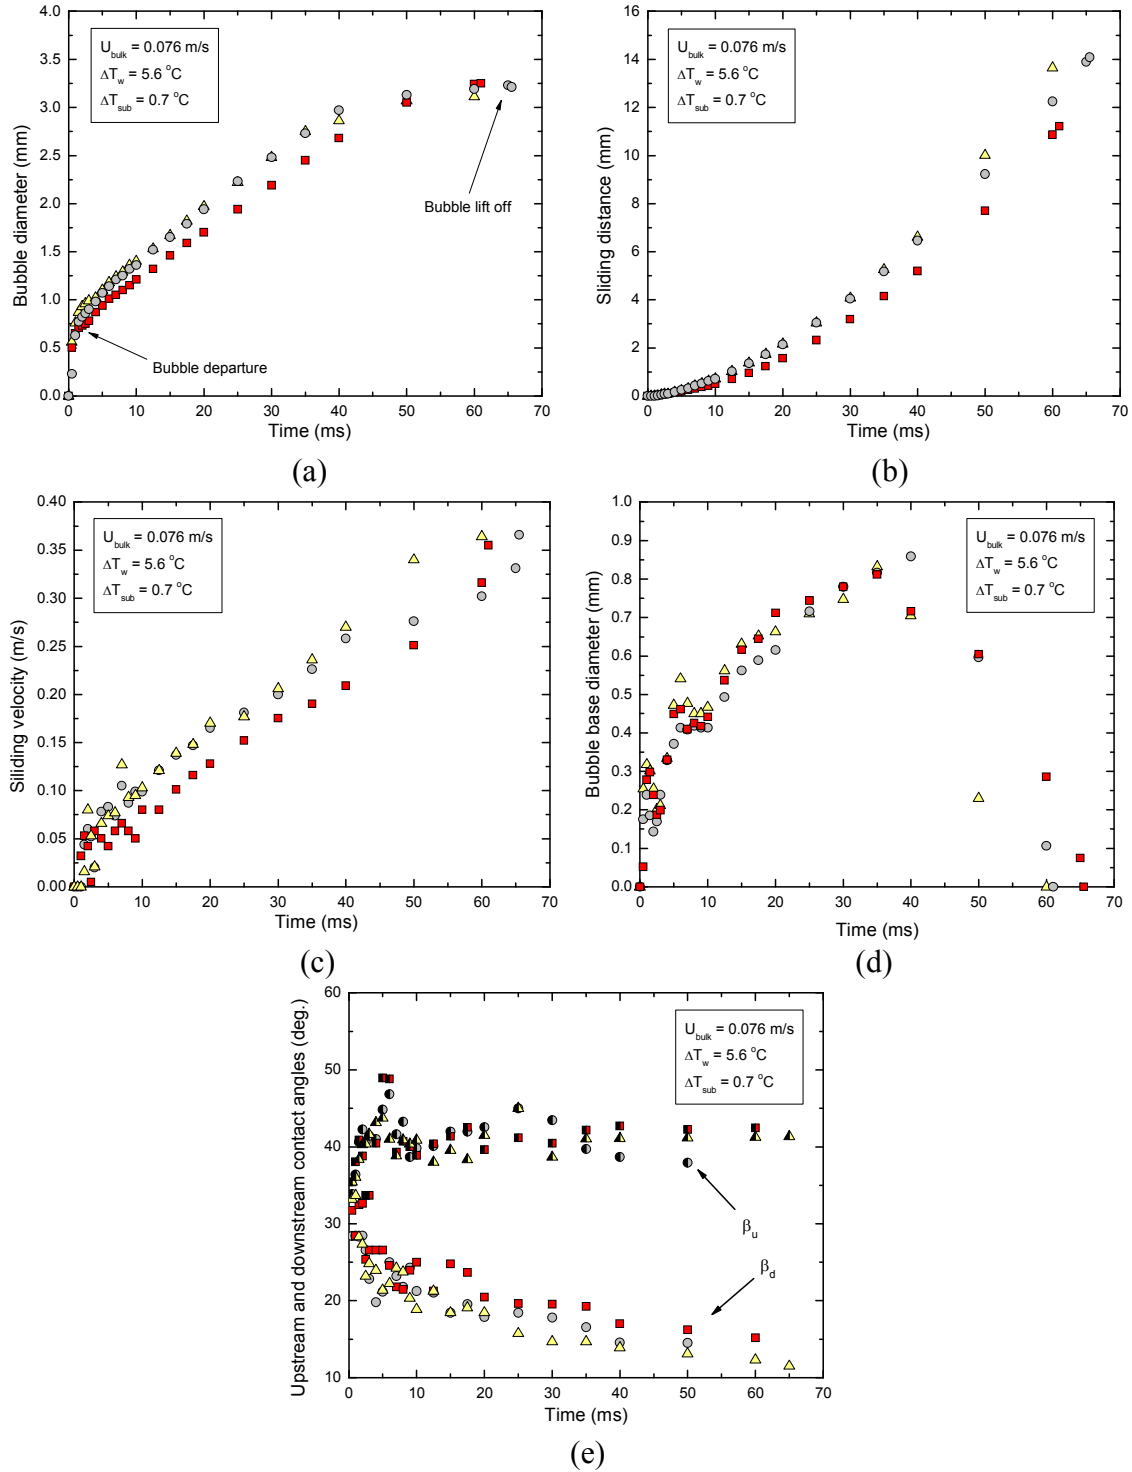 4.0
3.5
3.0
2.5
2.0
1.5
1.0
0.5
0.0
Bubble diameter (mm)
U_bulk = 0.076 m/s
ΔT_w = 5.6 °C
ΔT_sub = 0.7 °C
Bubble lift off
Bubble departure
0 10 20 30 40 50 60 70
Time (ms)
(a)
16
14
12
10
8
6
4
2
0
Sliding distance (mm)
U_bulk = 0.076 m/s
ΔT_w = 5.6 °C
ΔT_sub = 0.7 °C
0 10 20 30 40 50 60 70
Time (ms)
(b)
0.40
0.35
0.30
0.25
0.20
0.15
0.10
0.05
0.00
Siliding velocity (m/s)
U_bulk = 0.076 m/s
ΔT_w = 5.6 °C
ΔT_sub = 0.7 °C
0 10 20 30 40 50 60 70
Time (ms)
(c)
1.0
0.9
0.8
0.7
0.6
0.5
0.4
0.3
0.2
0.1
0.0
Bubble base diameter (mm)
U_bulk = 0.076 m/s
ΔT_w = 5.6 °C
ΔT_sub = 0.7 °C
0 10 20 30 40 50 60 70
Time (ms)
(d)
60
50
40
30
20
10
Upstream and downstream contact angles (deg.)
U_bulk = 0.076 m/s
ΔT_w = 5.6 °C
ΔT_sub = 0.7 °C
β_u
β_d
0 10 20 30 40 50 60 70
Time (ms)
(e)